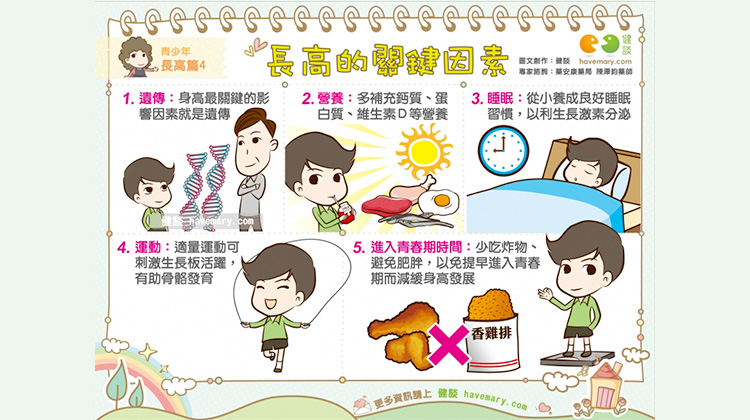 青少年
長高篇4
長高的關鍵因素
健談
havemary.com
圖文創作：健談
專家諮詢：藥安康藥局 陳澤鈞藥師
1. 遺傳：身高最關鍵的影
響因素就是遺傳
2. 營養：多補充鈣質、蛋
白質、維生素D等營養
3. 睡眠：從小養成良好睡眠
習慣，以利生長激素分泌
健談 havemary.com
4. 運動：適量運動可
刺激生長板活躍，
有助骨骼發育
5. 進入青春期時間：少吃炸物、
避免肥胖，以免提早進入青春
期而減緩身高發展
香雞排
更多資訊請上 健談 havemary.com